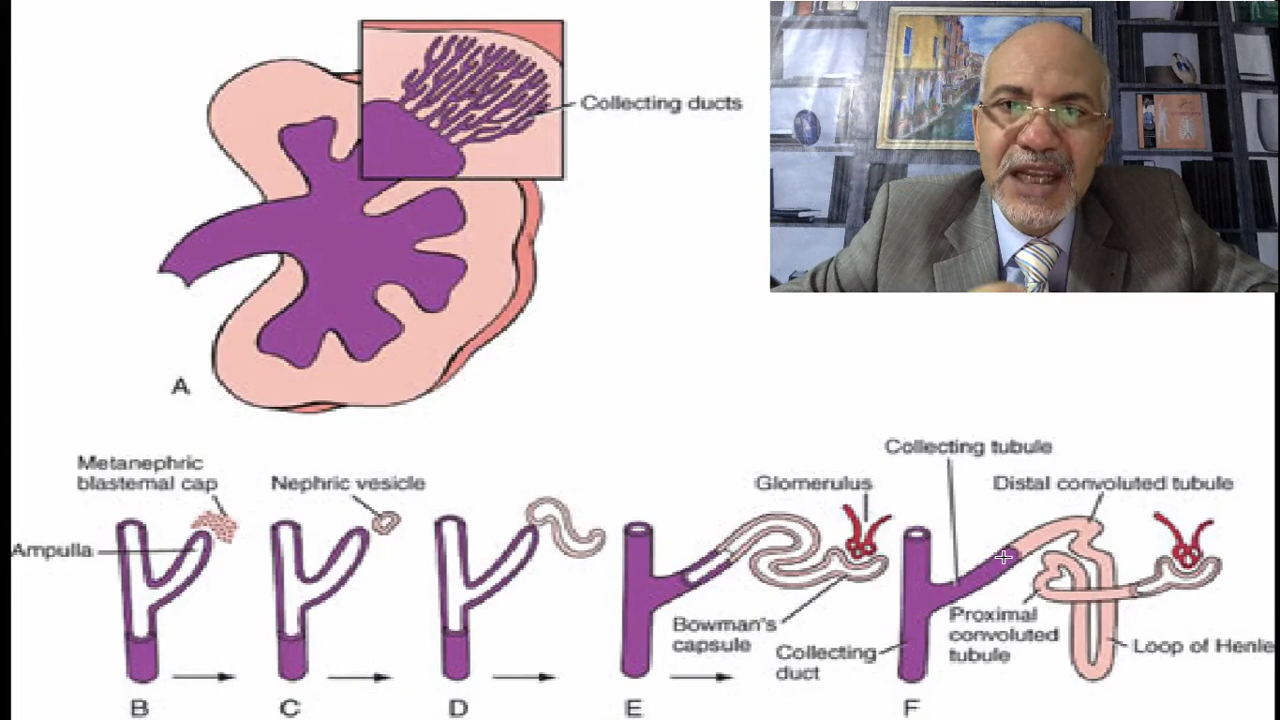 Collecting ducts
A
Metanephric
blastemal cap
Ampulla
Nephric vesicle
Glomerulus
Bowman's
capsule
Collecting tubule
Distal convoluted tubule
Proximal
convoluted
tubule
Collecting
duct
Loop of Henle
B
C
D
E
F